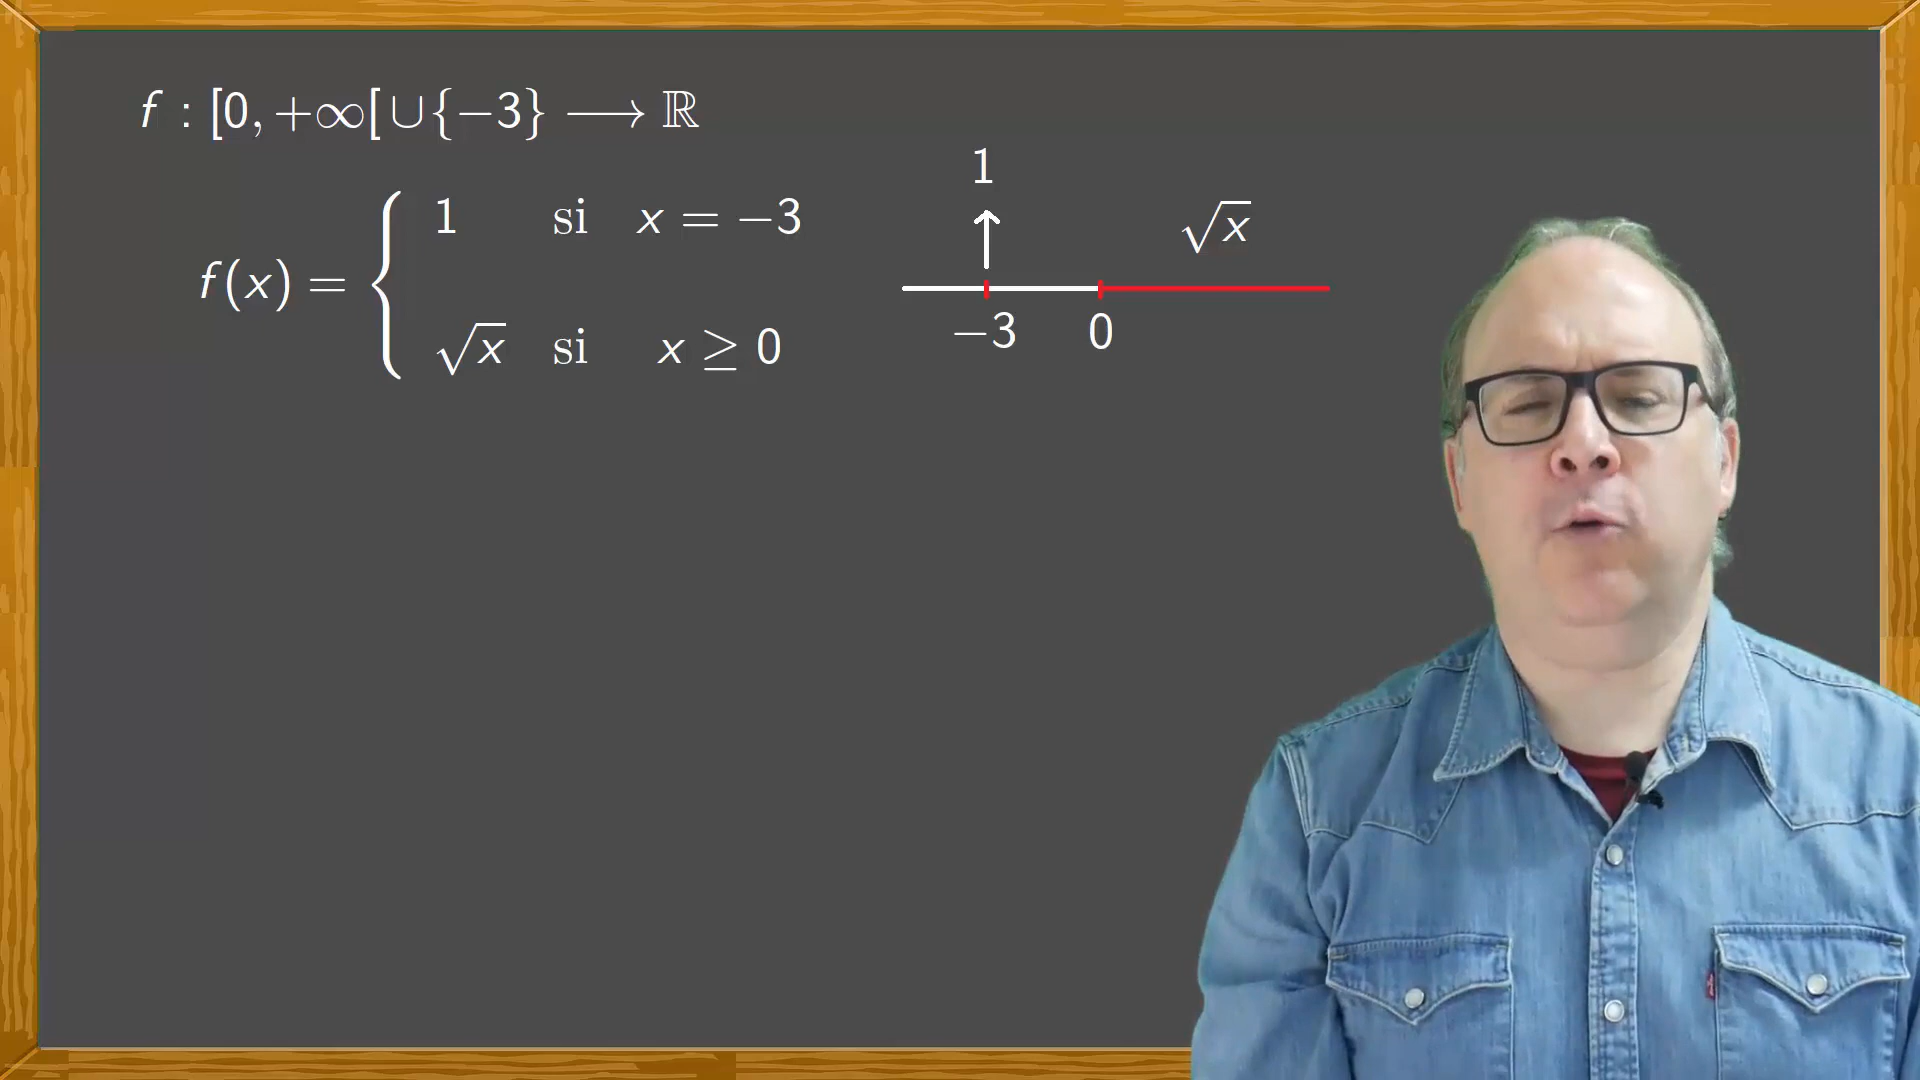 f : [0, +∞[ ∪ {−3} ⟶ ℝ
f(x) = {
1 si x = −3
√x si x ≥ 0
1
√x
−3 0